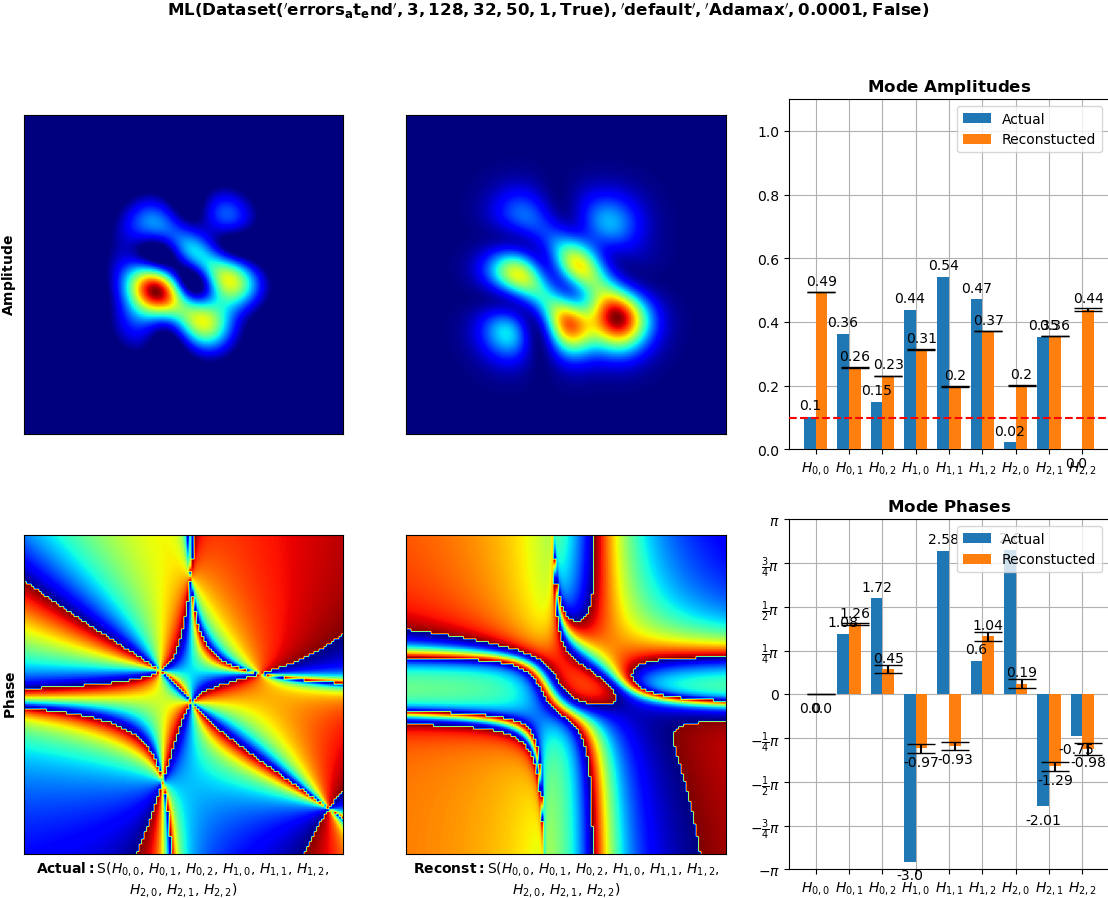 ML(Dataset('errors_at_end', 3, 128, 32, 50, 1, True), 'default', 'Adamax', 0.0001, False)
Amplitude
Mode Amplitudes
Actual
Reconstucted
1.0
0.8
0.6
0.4
0.2
0.0
0.1
0.49
0.36
0.26
0.15
0.23
0.44
0.31
0.54
0.2
0.47
0.37
0.02
0.2
0.35
0.36
0.0
0.44
H0,0 H0,1 H0,2 H1,0 H1,1 H1,2 H2,0 H2,1 H2,2
Phase
Actual: S(H0,0, H0,1, H0,2, H1,0, H1,1, H1,2,
H2,0, H2,1, H2,2)
Reconst: S(H0,0, H0,1, H0,2, H1,0, H1,1, H1,2,
H2,0, H2,1, H2,2)
Mode Phases
Actual
Reconstucted
π
3/4π
1/2π
1/4π
0
−1/4π
−1/2π
−3/4π
−π
0.0
0.0
1.08
1.26
1.72
0.45
-3.0
-0.97
2.58
-0.93
0.6
1.04
0.19
-2.01
-1.29
-0.75
-0.98
H0,0 H0,1 H0,2 H1,0 H1,1 H1,2 H2,0 H2,1 H2,2